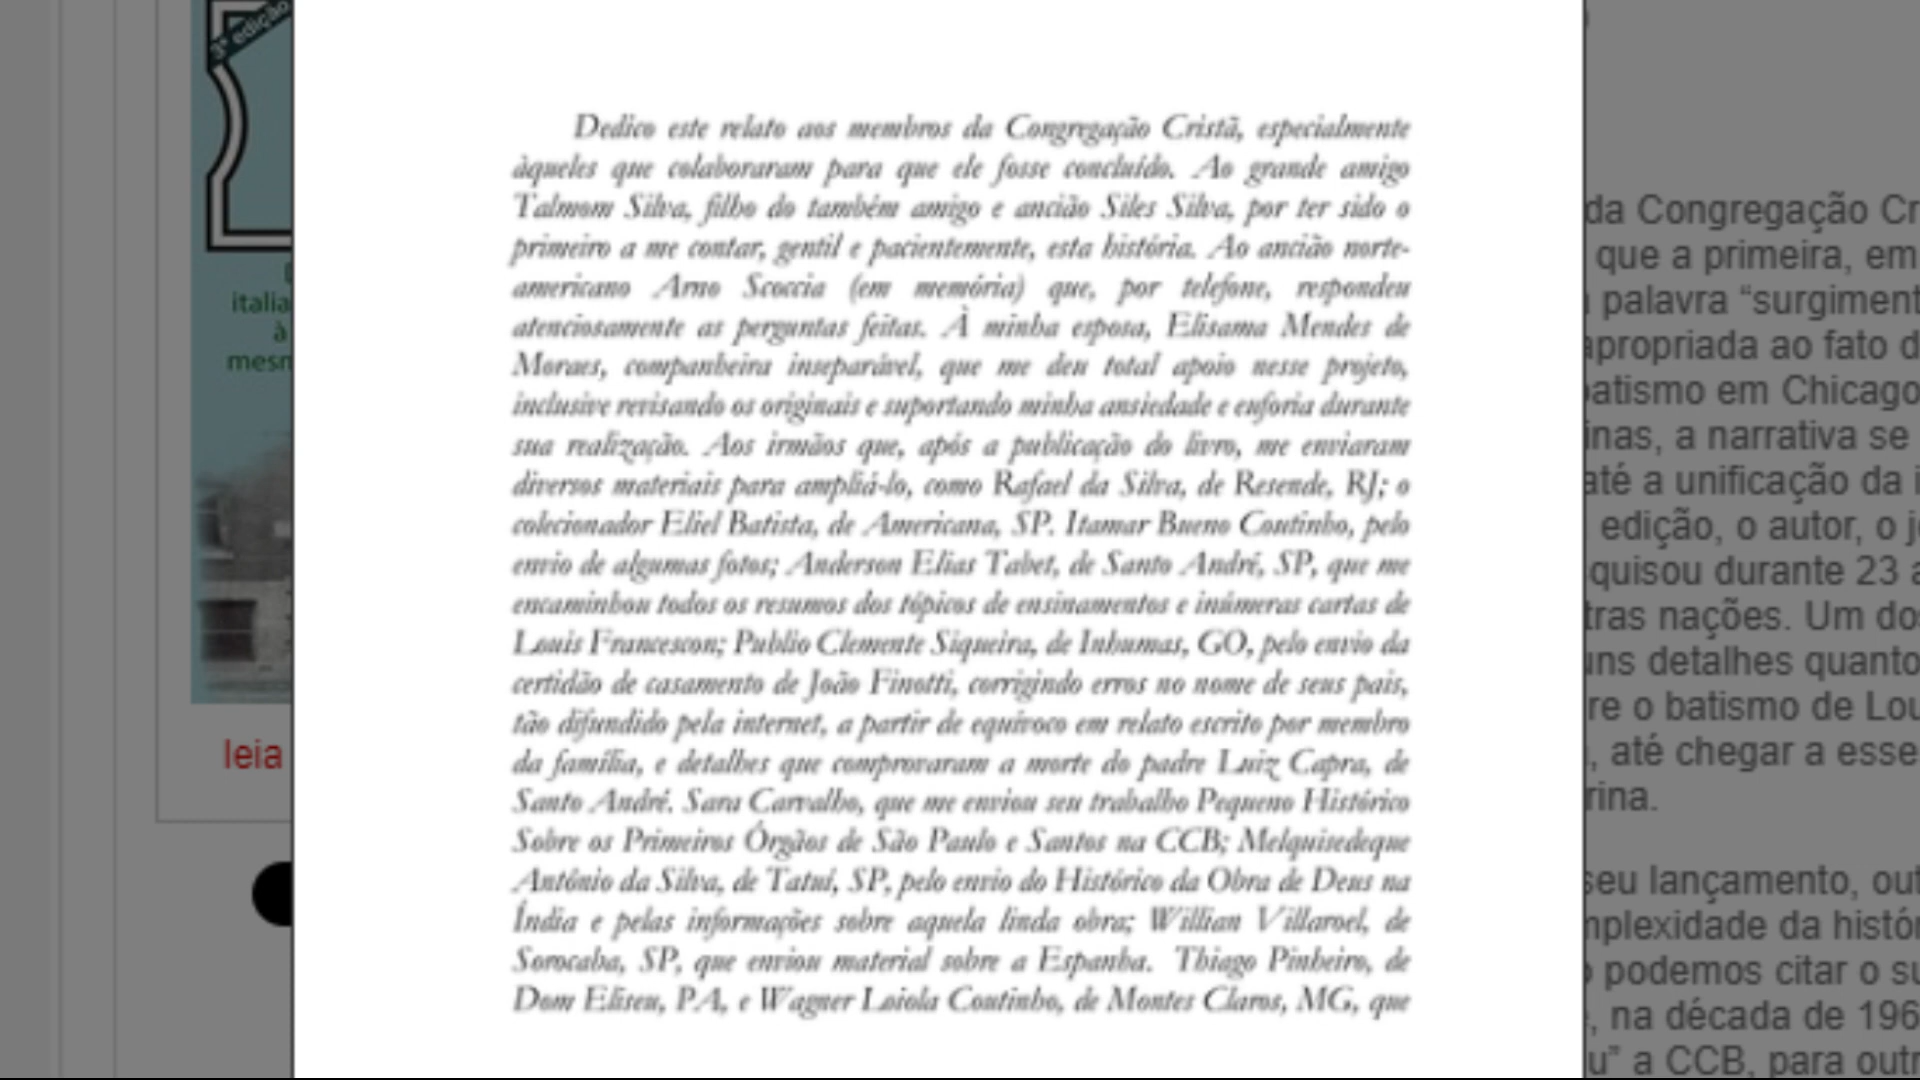 3ª edição
italia
à
mesm
leia
Dedico este relato aos membros da Congregação Cristã, especialmente
àqueles que colaboraram para que ele fosse concluído. Ao grande amigo
Talmom Silva, filho do também amigo e ancião Siles Silva, por ter sido o
primeiro a me contar, gentil e pacientemente, esta história. Ao ancião norte-
americano Arno Scoccia (em memória) que, por telefone, respondeu
atenciosamente as perguntas feitas. À minha esposa, Elisama Mendes de
Moraes, companheira inseparável, que me deu total apoio nesse projeto,
inclusive revisando os originais e suportando minha ansiedade e euforia durante
sua realização. Aos irmãos que, após a publicação do livro, me enviaram
diversos materiais para ampliá-lo, como Rafael da Silva, de Resende, RJ; o
colecionador Eliel Batista, de Americana, SP. Itamar Bueno Coutinho, pelo
envio de algumas fotos; Anderson Elias Tabet, de Santo André, SP, que me
encaminhou todos os resumos dos tópicos de ensinamentos e inúmeras cartas de
Louis Francescon; Publio Clemente Siqueira, de Inhumas, GO, pelo envio da
certidão de casamento de João Finotti, corrigindo erros no nome de seus pais,
tão difundido pela internet, a partir de equívoco em relato escrito por membro
da família, e detalhes que comprovaram a morte do padre Luiz Capra, de
Santo André. Sara Carvalho, que me enviou seu trabalho Pequeno Histórico
Sobre os Primeiros Órgãos de São Paulo e Santos na CCB; Melquisedeque
Antônio da Silva, de Tatuí, SP, pelo envio do Histórico da Obra de Deus na
Índia e pelas informações sobre aquela linda obra; Willian Villaroel, de
Sorocaba, SP, que enviou material sobre a Espanha. Thiago Pinheiro, de
Dom Eliseu, PA, e Wagner Loiola Coutinho, de Montes Claros, MG, que
da Congregação Cr
que a primeira, em
palavra “surgiment
apropriada ao fato d
batismo em Chicago
inas, a narrativa se
até a unificação da i
edição, o autor, o j
quisou durante 23 a
tras nações. Um do
uns detalhes quanto
re o batismo de Lou
, até chegar a esse
rina.
seu lançamento, out
mplexidade da histór
podemos citar o su
, na década de 196
u” a CCB, para outr